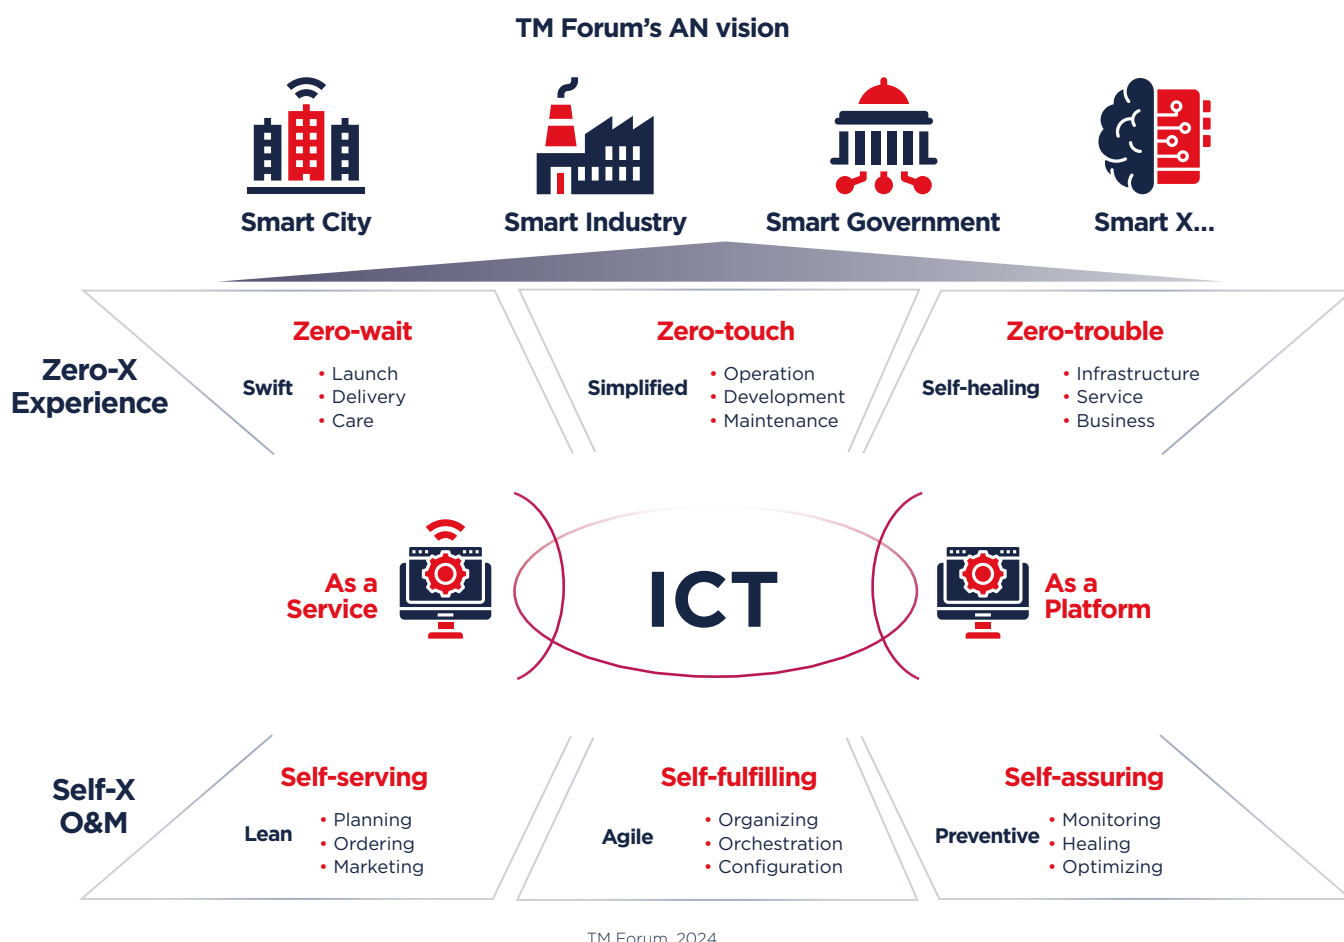 TM Forum’s AN vision
Smart City
Smart Industry
Smart Government
Smart X...
Zero-X
Experience
Zero-wait
Swift
• Launch
• Delivery
• Care
Zero-touch
Simplified
• Operation
• Development
• Maintenance
Zero-trouble
Self-healing
• Infrastructure
• Service
• Business
As a
Service
ICT
As a
Platform
Self-X
O&M
Self-serving
Lean
• Planning
• Ordering
• Marketing
Self-fulfilling
Agile
• Organizing
• Orchestration
• Configuration
Self-assuring
Preventive
• Monitoring
• Healing
• Optimizing
TM Forum, 2024